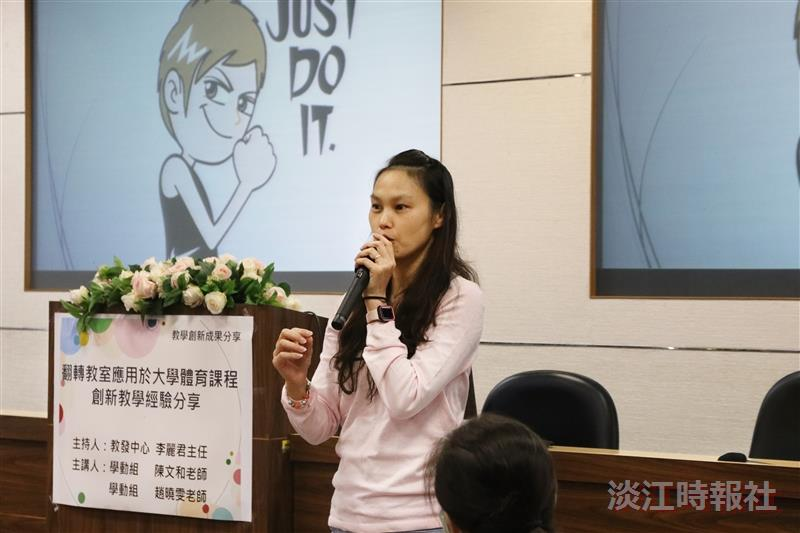 JUST
DO
IT.
教學創新成果分享
翻轉教室應用於大學體育課程
創新教學經驗分享
主持人：教發中心 李麗君主任
主講人：學動組 陳文和老師
學動組 趙曉雯老師
淡江時報社